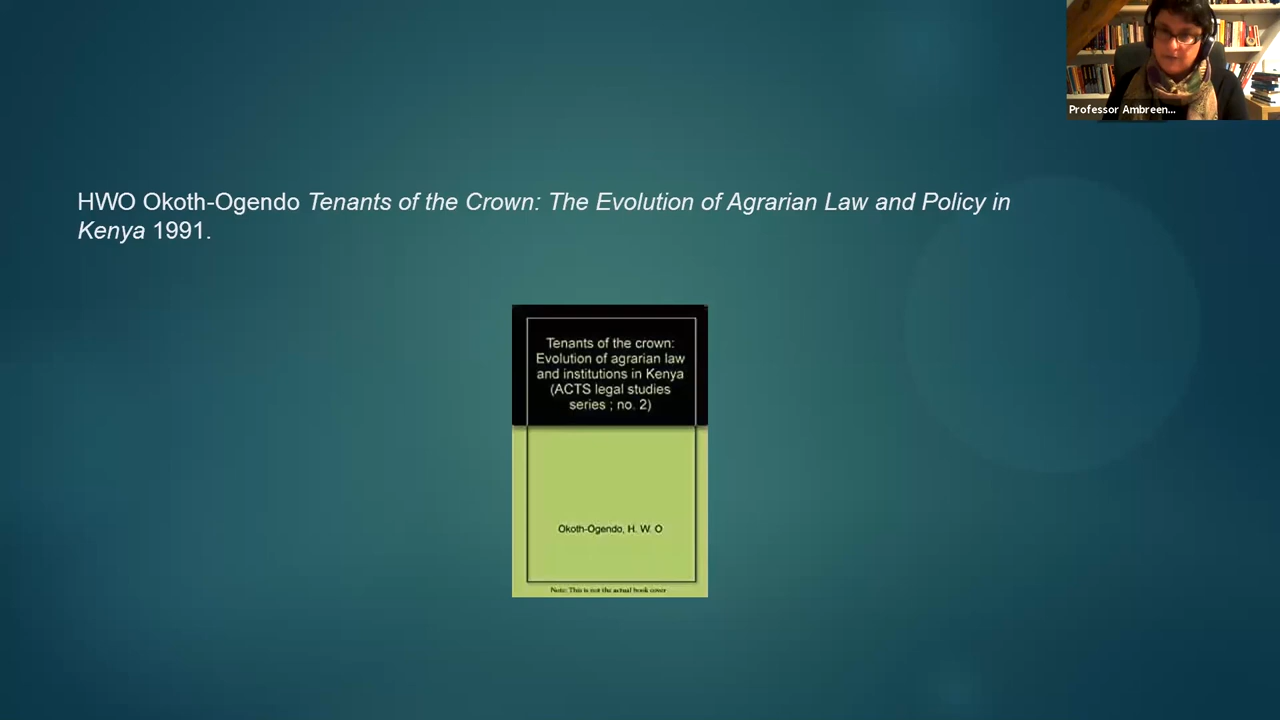 Professor Ambreen...
HWO Okoth-Ogendo Tenants of the Crown: The Evolution of Agrarian Law and Policy in
Kenya 1991.
Tenants of the crown:
Evolution of agrarian law
and institutions in Kenya
(ACTS legal studies
series ; no. 2)
Okoth-Ogendo, H. W. O
Note: This is not the actual book cover